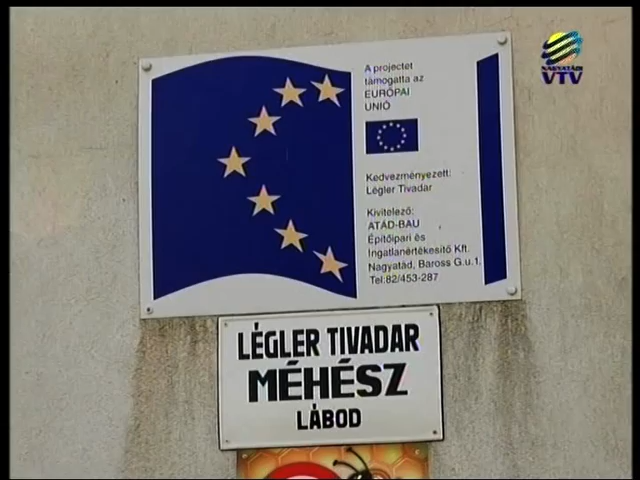 A projectet
támogatta az
EURÓPAI
UNIÓ
Kedvezményezett:
Légler Tivadar
Kivitelező:
ATÁD-BAU
Építőipari és
Ingatlanértékesítő Kft.
Nagyatád, Baross G.u.1.
Tel:82/453-287
NAGYATÁDI
VTV
LÉGLER TIVADAR
MÉHÉSZ
LÁBOD